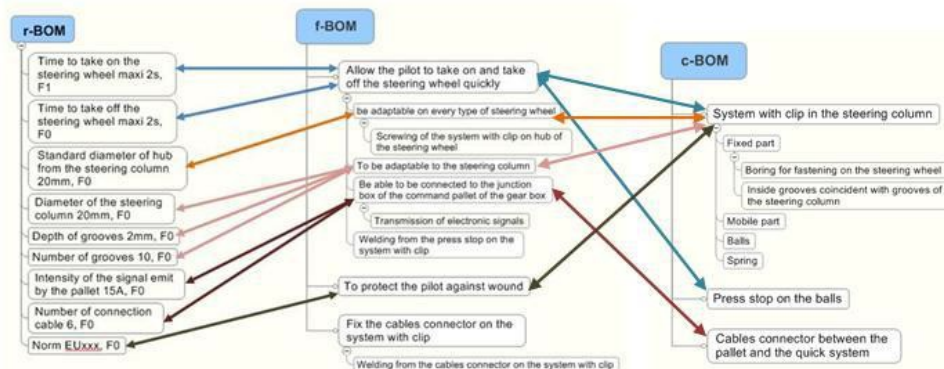 r-BOM
Time to take on the
steering wheel maxi 2s,
F1
Time to take off the
steering wheel maxi 2s,
F0
Standard diameter of hub
from the steering column
20mm, F0
Diameter of the steering
column 20mm, F0
Depth of grooves 2mm, F0
Number of grooves 10, F0
Intensity of the signal emit
by the pallet 15A, F0
Number of connection
cable 6, F0
Norm EUxxx, F0
f-BOM
Allow the pilot to take on and take
off the steering wheel quickly
be adaptable on every type of steering wheel
Screwing of the system with clip on hub of
the steering wheel
To be adaptable to the steering column
Be able to be connected to the junction
box of the command pallet of the gear box
Transmission of electronic signals
Welding from the press stop on the
system with clip
To protect the pilot against wound
Fix the cables connector on the
system with clip
Welding from the cables connector on the system with clip
c-BOM
System with clip in the steering column
Fixed part
Boring for fastening on the steering wheel
Inside grooves coincident with grooves of
the steering column
Mobile part
Balls
Spring
Press stop on the balls
Cables connector between the
pallet and the quick system